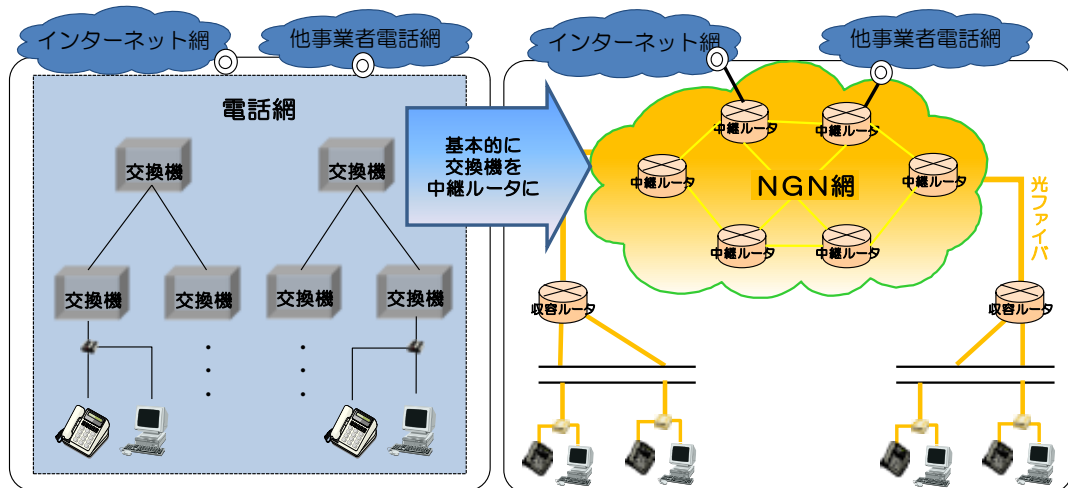 インターネット網
他事業者電話網
電話網
交換機
交換機
交換機
交換機
交換機
交換機
基本的に
交換機を
中継ルータに
インターネット網
他事業者電話網
中継ルータ
中継ルータ
中継ルータ
中継ルータ
ＮＧＮ網
中継ルータ
中継ルータ
光ファイバ
収容ルータ
収容ルータ